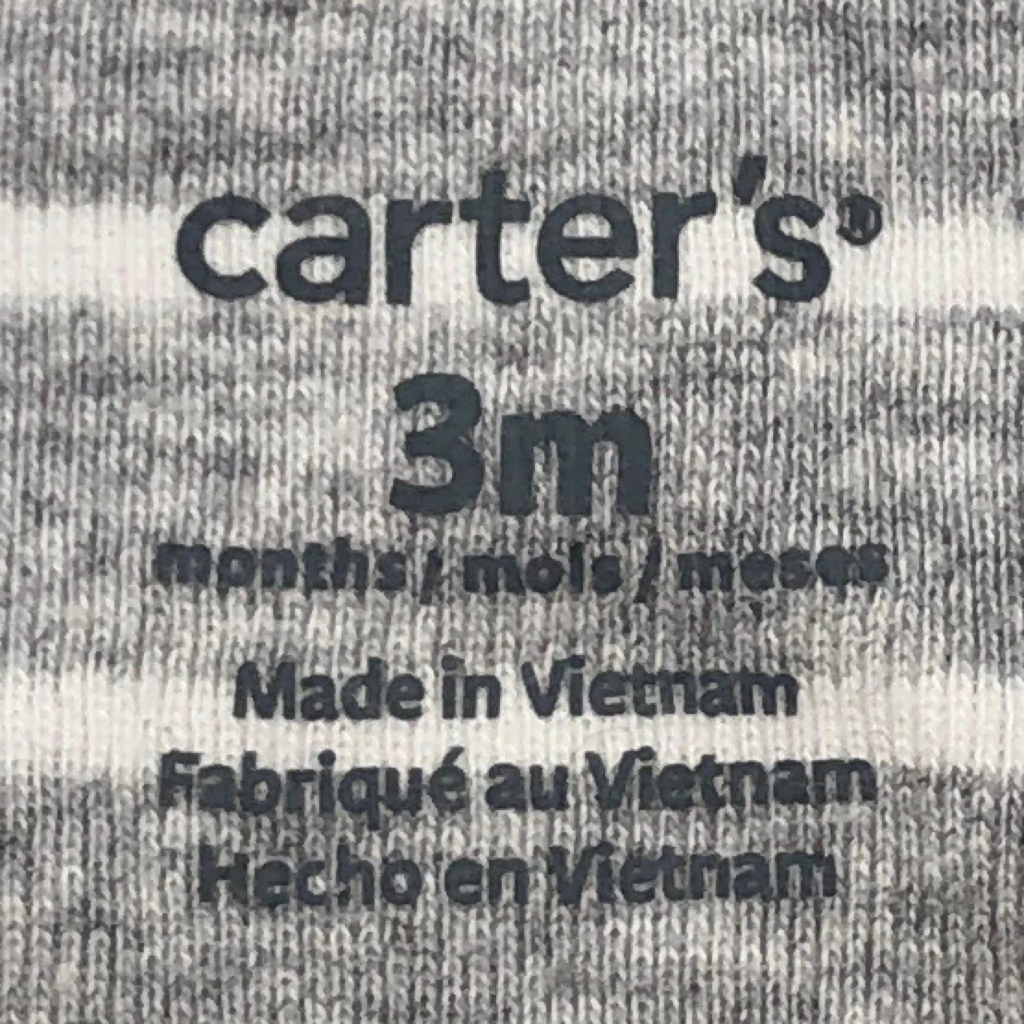 carter's®
3m
months / mois / meses
Made in Vietnam
Fabriqué au Vietnam
Hecho en Vietnam